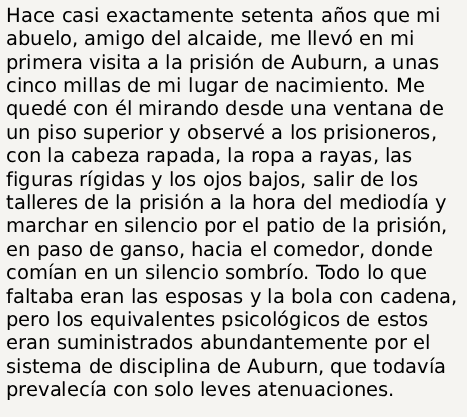 Hace casi exactamente setenta años que mi
abuelo, amigo del alcaide, me llevó en mi
primera visita a la prisión de Auburn, a unas
cinco millas de mi lugar de nacimiento. Me
quedé con él mirando desde una ventana de
un piso superior y observé a los prisioneros,
con la cabeza rapada, la ropa a rayas, las
figuras rígidas y los ojos bajos, salir de los
talleres de la prisión a la hora del mediodía y
marchar en silencio por el patio de la prisión,
en paso de ganso, hacia el comedor, donde
comían en un silencio sombrío. Todo lo que
faltaba eran las esposas y la bola con cadena,
pero los equivalentes psicológicos de estos
eran suministrados abundantemente por el
sistema de disciplina de Auburn, que todavía
prevalecía con solo leves atenuaciones.